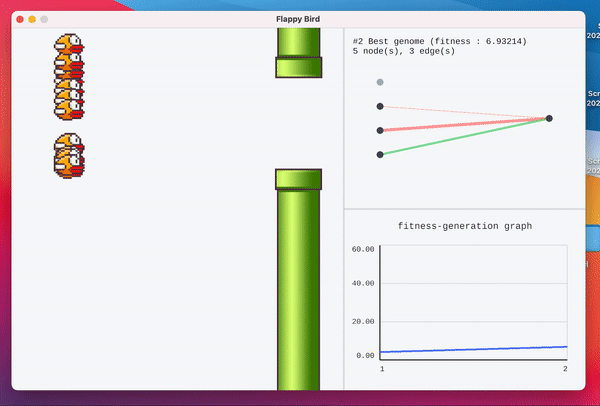 Flappy Bird
#2 Best genome (fitness : 6.93214)
5 node(s), 3 edge(s)
fitness-generation graph
60.00
40.00
20.00
0.00
1
2